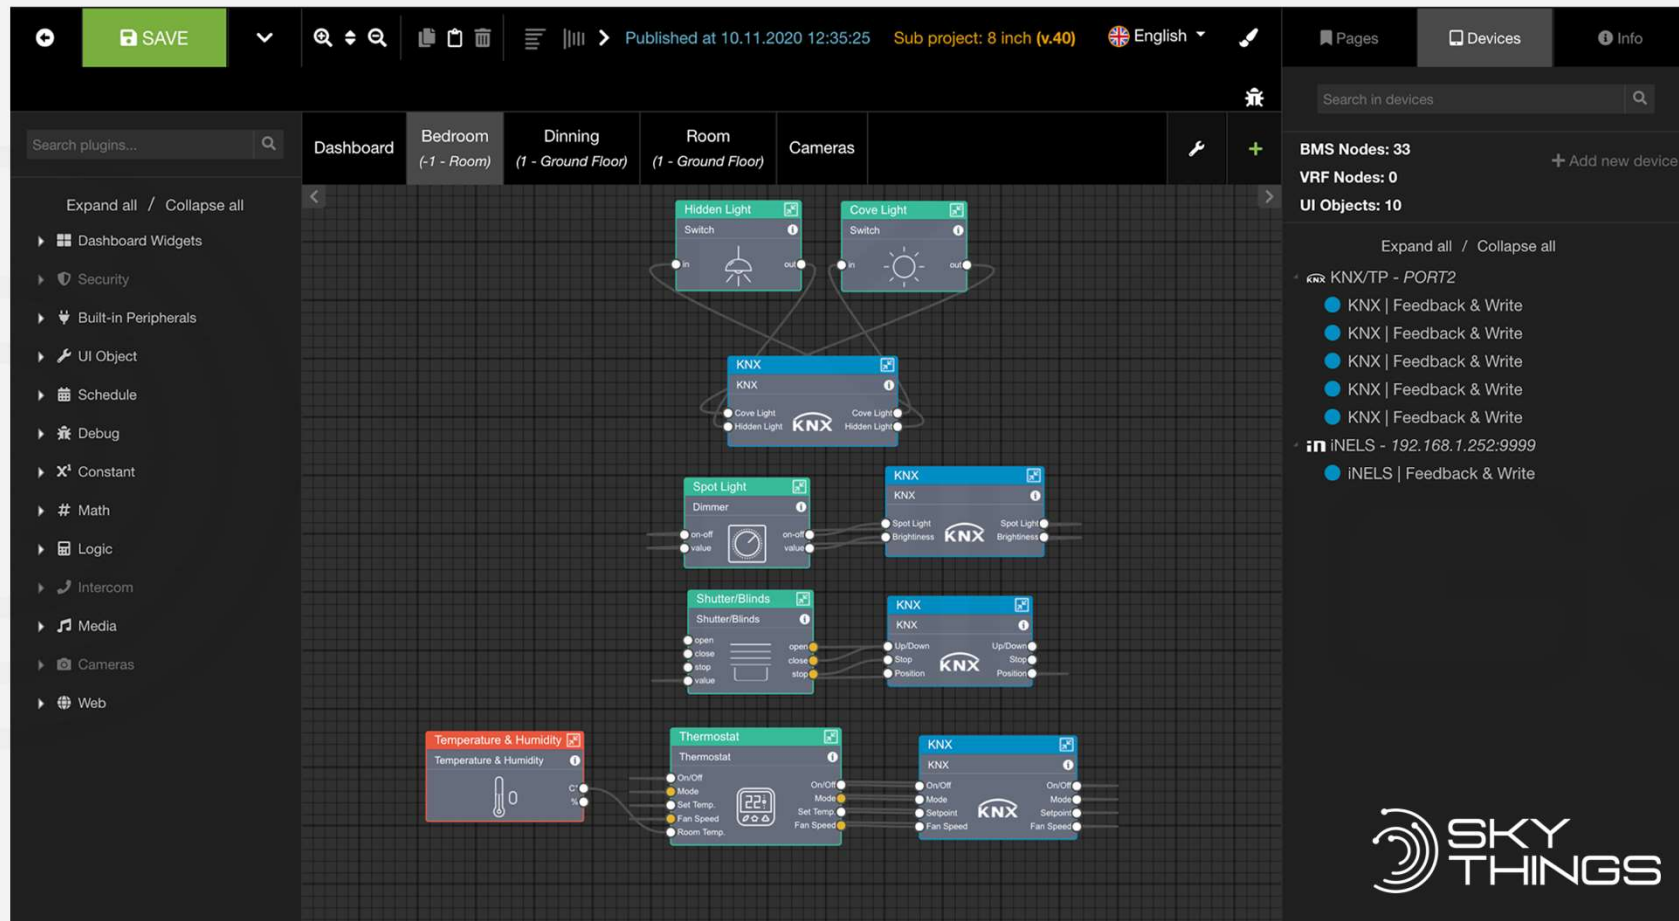 SAVE
Published at 10.11.2020 12:35:25
Sub project: 8 inch (v.40)
English
Pages
Devices
Info
Search plugins...
Expand all / Collapse all
Dashboard Widgets
Security
Built-in Peripherals
UI Object
Schedule
Debug
X¹ Constant
# Math
Logic
Intercom
Media
Cameras
Web
Dashboard
Bedroom
(-1 - Room)
Dinning
(1 - Ground Floor)
Room
(1 - Ground Floor)
Cameras
Hidden Light
Switch
in
out
Cove Light
Switch
in
out
KNX
KNX
Cove Light
Hidden Light
KNX
Cove Light
Hidden Light
Spot Light
Dimmer
on-off
value
on-off
value
KNX
KNX
Spot Light
Brightness
KNX
Spot Light
Brightness
Shutter/Blinds
Shutter/Blinds
open
close
stop
value
open
close
stop
KNX
KNX
Up/Down
Stop
Position
KNX
Up/Down
Stop
Position
Temperature & Humidity
Temperature & Humidity
0
C°
%
Thermostat
Thermostat
On/Off
Mode
Set Temp.
Fan Speed
Room Temp.
22
On/Off
Mode
Set Temp.
Fan Speed
KNX
KNX
On/Off
Mode
Setpoint
Fan Speed
KNX
On/Off
Mode
Setpoint
Fan Speed
Search in devices
BMS Nodes: 33
VRF Nodes: 0
UI Objects: 10
+ Add new device
Expand all / Collapse all
KNX KNX/TP - PORT2
KNX | Feedback & Write
KNX | Feedback & Write
KNX | Feedback & Write
KNX | Feedback & Write
KNX | Feedback & Write
in iNELS - 192.168.1.252:9999
iNELS | Feedback & Write
SKY
THINGS